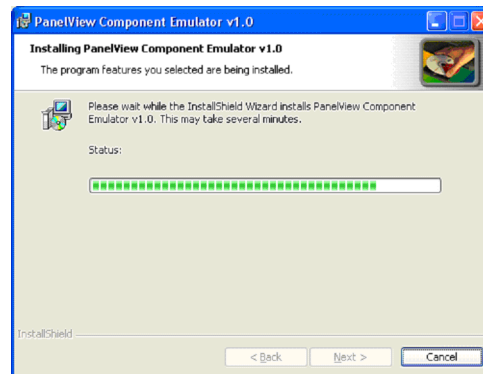 PanelView Component Emulator v1.0
Installing PanelView Component Emulator v1.0
The program features you selected are being installed.
Please wait while the InstallShield Wizard installs PanelView Component
Emulator v1.0. This may take several minutes.
Status:
InstallShield
< Back
Next >
Cancel